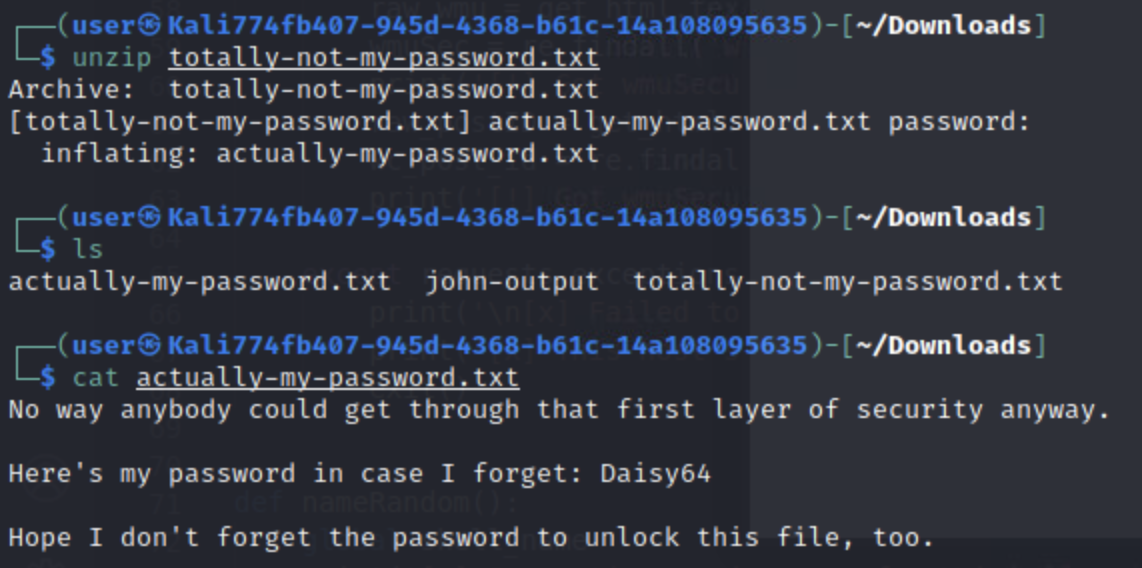 ┌──(user㉿Kali774fb407-945d-4368-b61c-14a108095635)-[~/Downloads]
└─$ unzip totally-not-my-password.txt
Archive:  totally-not-my-password.txt
[totally-not-my-password.txt] actually-my-password.txt password:
  inflating: actually-my-password.txt
┌──(user㉿Kali774fb407-945d-4368-b61c-14a108095635)-[~/Downloads]
└─$ ls
actually-my-password.txt  john-output  totally-not-my-password.txt
┌──(user㉿Kali774fb407-945d-4368-b61c-14a108095635)-[~/Downloads]
└─$ cat actually-my-password.txt
No way anybody could get through that first layer of security anyway.
Here's my password in case I forget: Daisy64
def nameRandom():
Hope I don't forget the password to unlock this file, too.